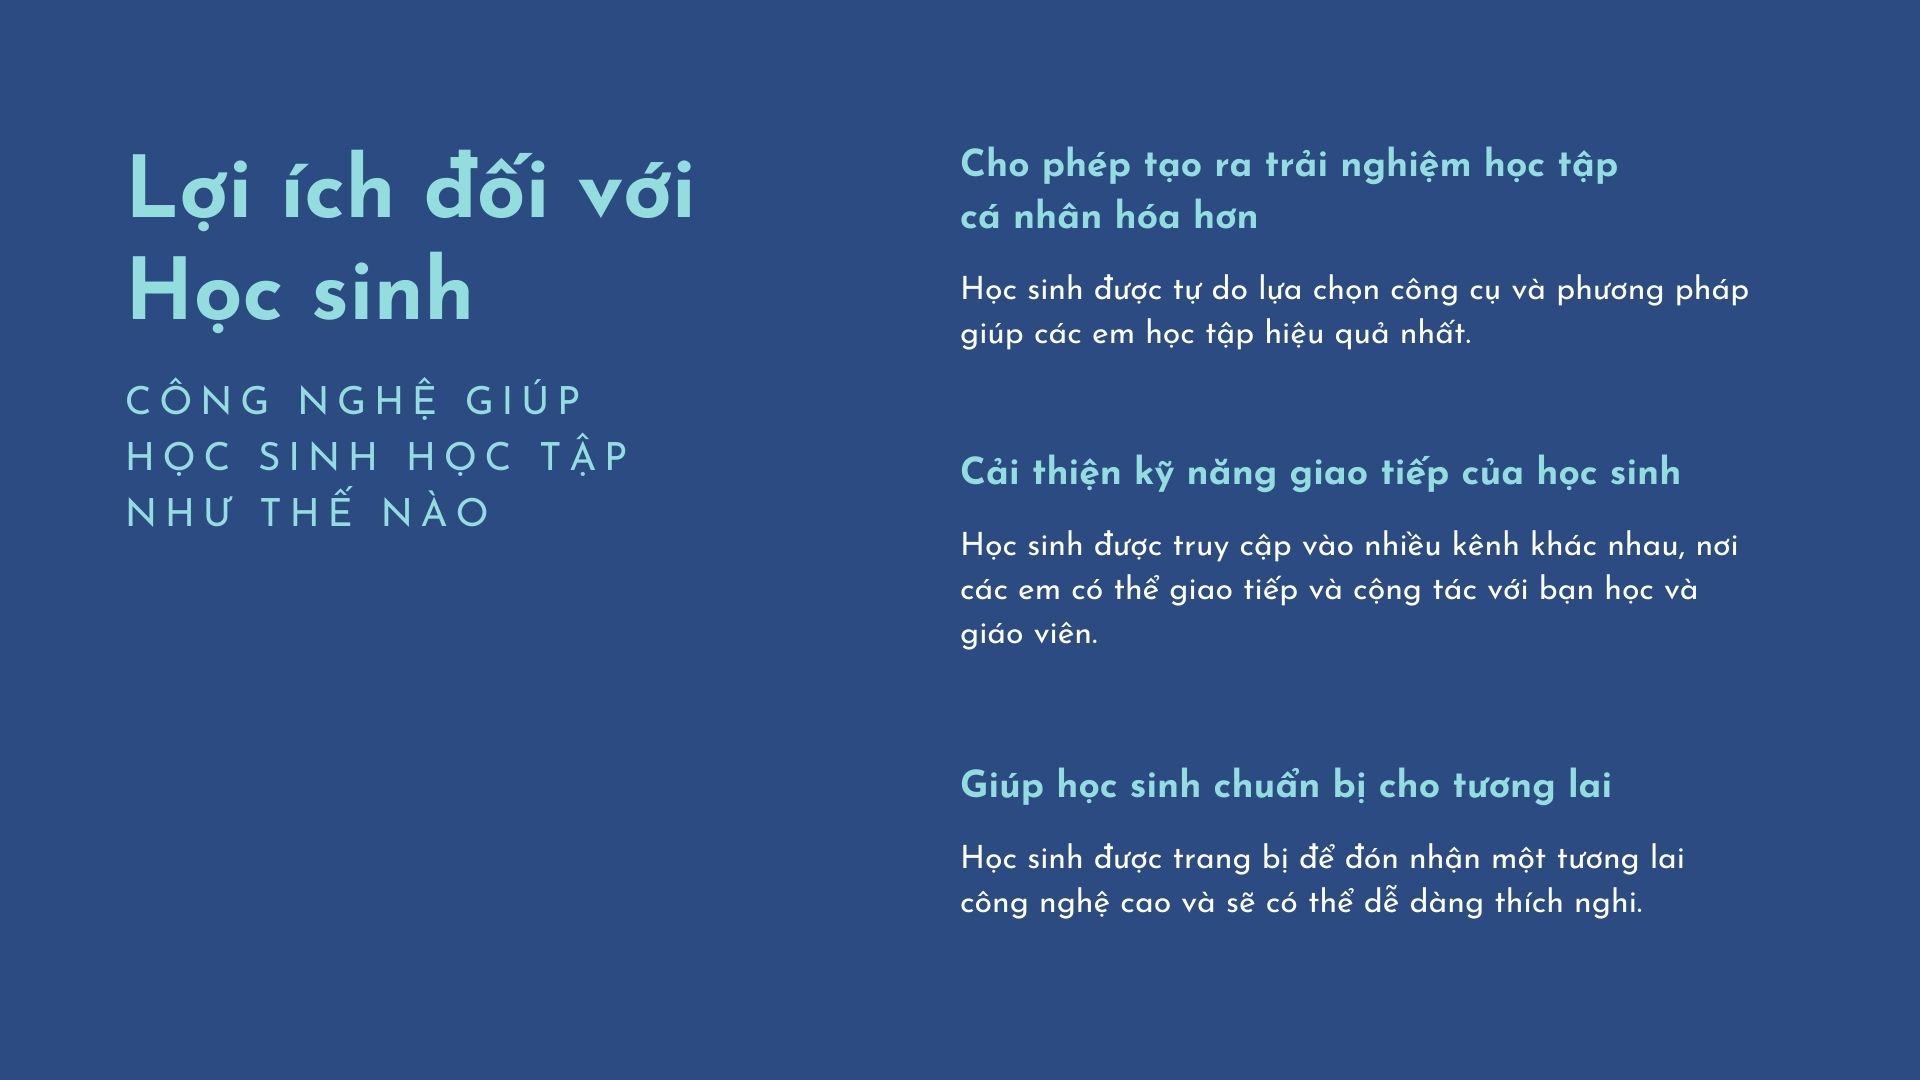 Lợi ích đối với
Học sinh
CÔNG NGHỆ GIÚP
HỌC SINH HỌC TẬP
NHƯ THẾ NÀO
Cho phép tạo ra trải nghiệm học tập
cá nhân hóa hơn
Học sinh được tự do lựa chọn công cụ và phương pháp
giúp các em học tập hiệu quả nhất.
Cải thiện kỹ năng giao tiếp của học sinh
Học sinh được truy cập vào nhiều kênh khác nhau, nơi
các em có thể giao tiếp và cộng tác với bạn học và
giáo viên.
Giúp học sinh chuẩn bị cho tương lai
Học sinh được trang bị để đón nhận một tương lai
công nghệ cao và sẽ có thể dễ dàng thích nghi.